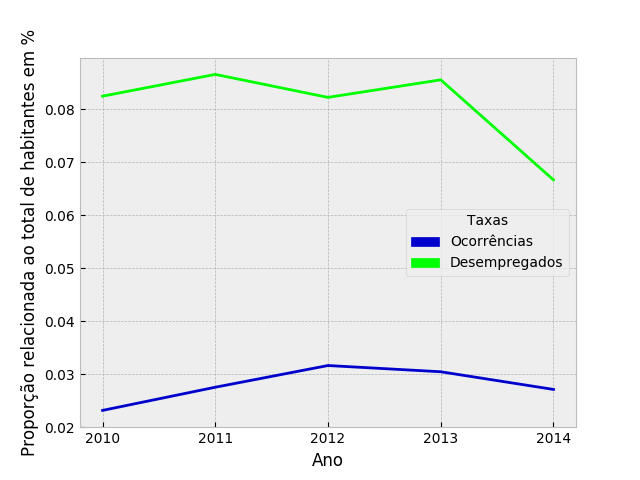 Proporção relacionada ao total de habitantes em %
0.08
0.07
0.06
0.05
0.04
0.03
0.02
Taxas
Ocorrências
Desempregados
2010 2011 2012 2013 2014
Ano